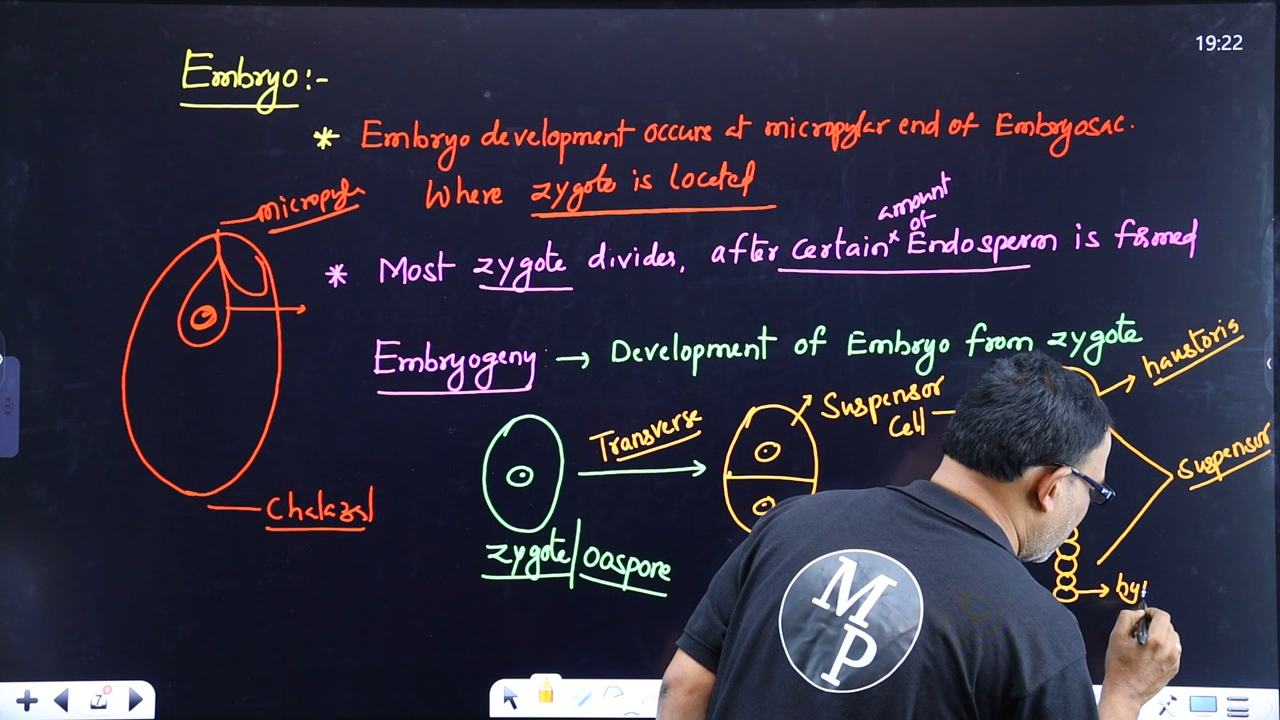 19:22
Embryo:-
* Embryo development occurs at micropylar end of Embryosac.
Where zygote is located
micropyle
amount
of
* Most zygote divides, after certain x Endosperm is formed
Embryogeny → Development of Embryo from zygote
haustoris
Transverse
Suspensor
Cell
Suspensor
Chalazal
zygote/oospore
hy
M
P